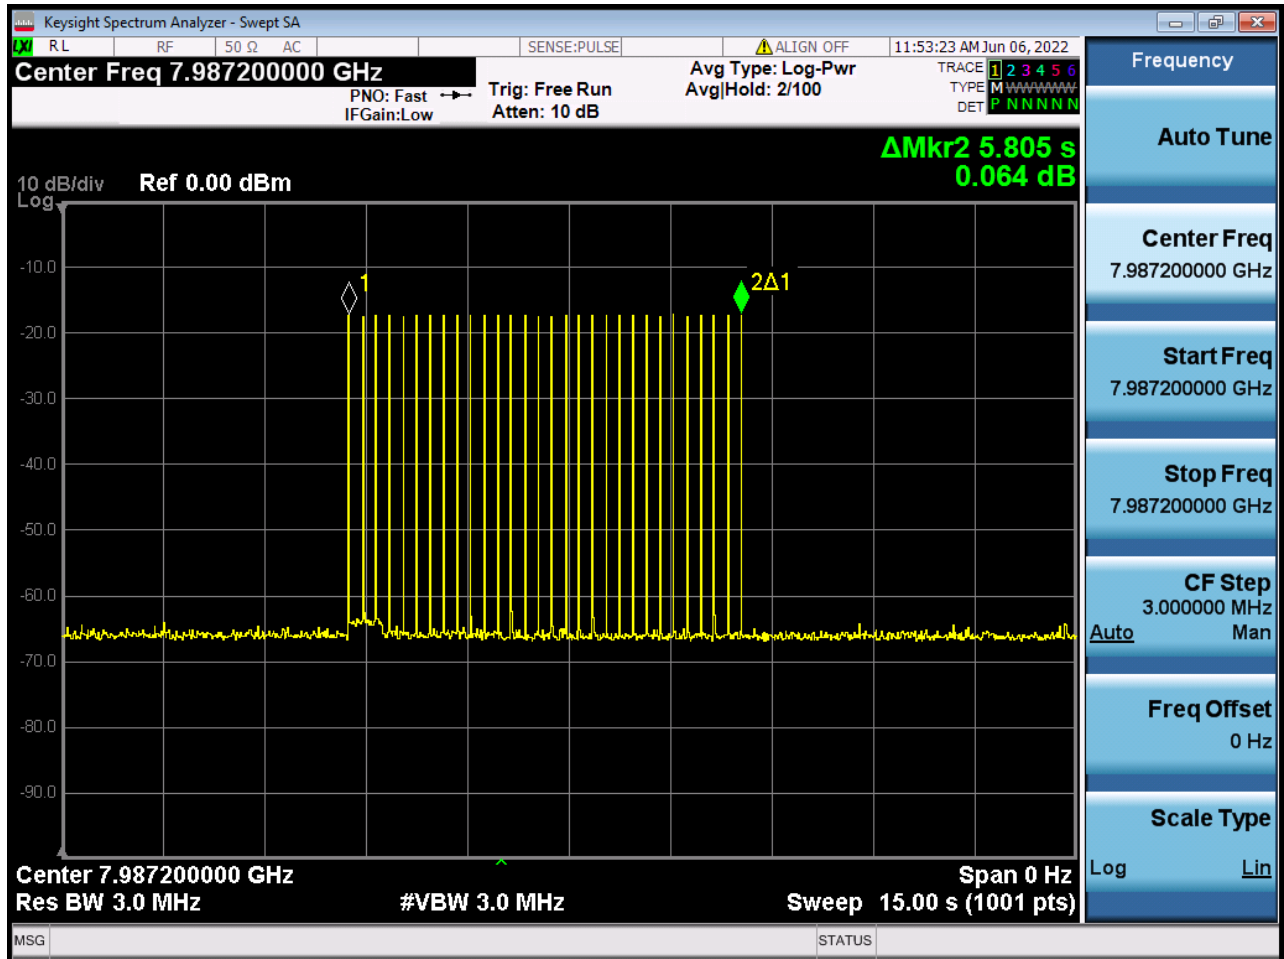 Keysight Spectrum Analyzer - Swept SA
LXI RL RF 50 Ω AC SENSE:PULSE ALIGN OFF 11:53:23 AM Jun 06, 2022
Center Freq 7.987200000 GHz
PNO: Fast
IFGain:Low
Trig: Free Run
Atten: 10 dB
Avg Type: Log-Pwr
Avg|Hold: 2/100
TRACE 1 2 3 4 5 6
TYPE M WWWWW
DET P N N N N N
ΔMkr2 5.805 s
0.064 dB
10 dB/div Ref 0.00 dBm
Log
-10.0
-20.0
-30.0
-40.0
-50.0
-60.0
-70.0
-80.0
-90.0
1
2Δ1
Center 7.987200000 GHz Span 0 Hz
Res BW 3.0 MHz #VBW 3.0 MHz Sweep 15.00 s (1001 pts)
MSG STATUS
Frequency
Auto Tune
Center Freq
7.987200000 GHz
Start Freq
7.987200000 GHz
Stop Freq
7.987200000 GHz
CF Step
3.000000 MHz
Auto Man
Freq Offset
0 Hz
Scale Type
Log Lin